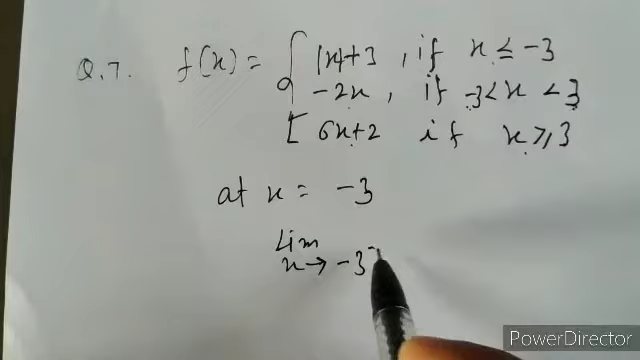 Q.7. f(x) = { |x|+3 , if x ≤ -3
-2x , if -3 < x < 3
6x+2 if x ≥ 3
at x = -3
Lim
x → -3⁻
PowerDirector